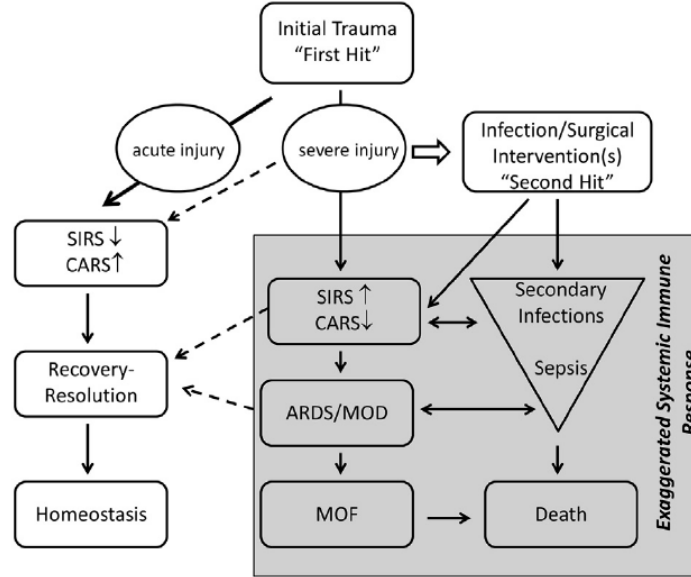 Initial Trauma
“First Hit”
acute injury
severe injury
Infection/Surgical
Intervention(s)
“Second Hit”
SIRS ↓
CARS↑
SIRS ↑
CARS↓
Secondary
Infections
Sepsis
Recovery-
Resolution
ARDS/MOD
Homeostasis
MOF
Death
Exaggerated Systemic Immune
Response